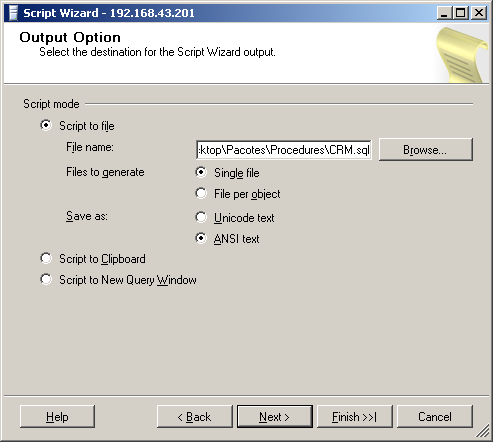 Script Wizard - 192.168.43.201
Output Option
Select the destination for the Script Wizard output.
Script mode
Script to file
File name:
ktop\Pacotes\Procedures\CRM.sql
Browse...
Files to generate
Single file
File per object
Save as:
Unicode text
ANSI text
Script to Clipboard
Script to New Query Window
Help
< Back
Next >
Finish >>|
Cancel